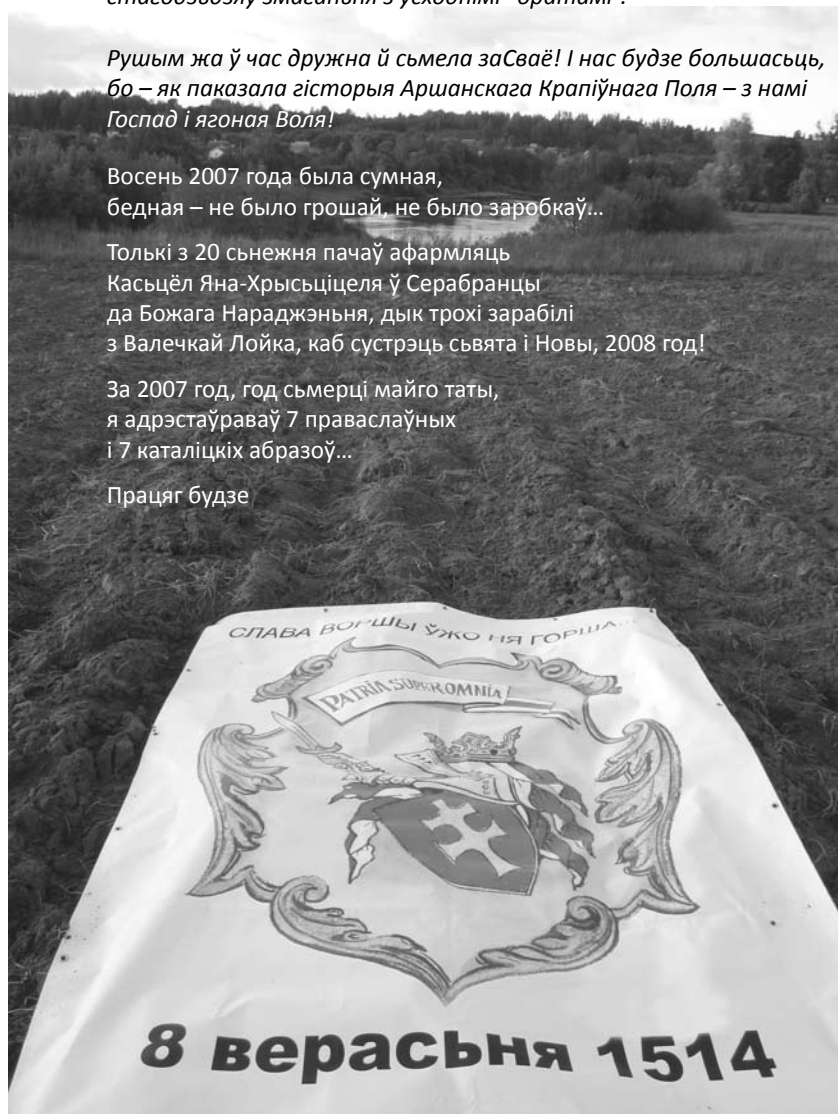 Рушым жа ў час дружна й сьмела заСваё! І нас будзе большасьць,
бо – як паказала гісторыя Аршанскага Крапіўнага Поля – з намі
Госпад і ягоная Воля!
Восень 2007 года была сумная,
бедная – не было грошай, не было заробкаў...
Толькі з 20 сьнежня пачаў афармляць
Касьцёл Яна-Хрысьціцеля ў Серабранцы
да Божага Нараджэньня, дык трохі зарабілі
з Валечкай Лойка, каб сустрэць сьвята і Новы, 2008 год!
За 2007 год, год сьмерці майго таты,
я адрэстаўраваў 7 праваслаўных
і 7 каталіцкіх абразоў...
Працяг будзе
СЛАВА ВОРШЫ ЎЖО НЯ ГОРША...
PATRIA SUPER OMNIA
8 верасьня 1514